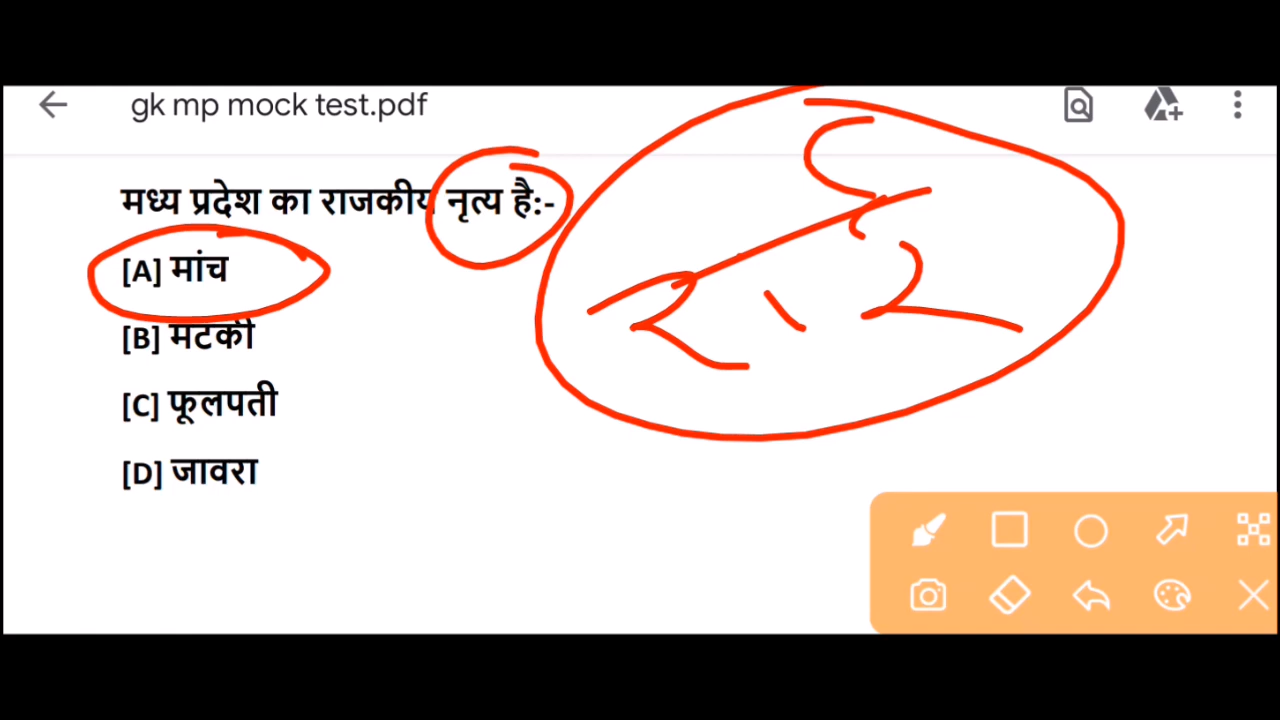 gk mp mock test.pdf
मध्य प्रदेश का राजकीय नृत्य है:-
[A] मांच
[B] मटकी
[C] फूलपती
[D] जावरा